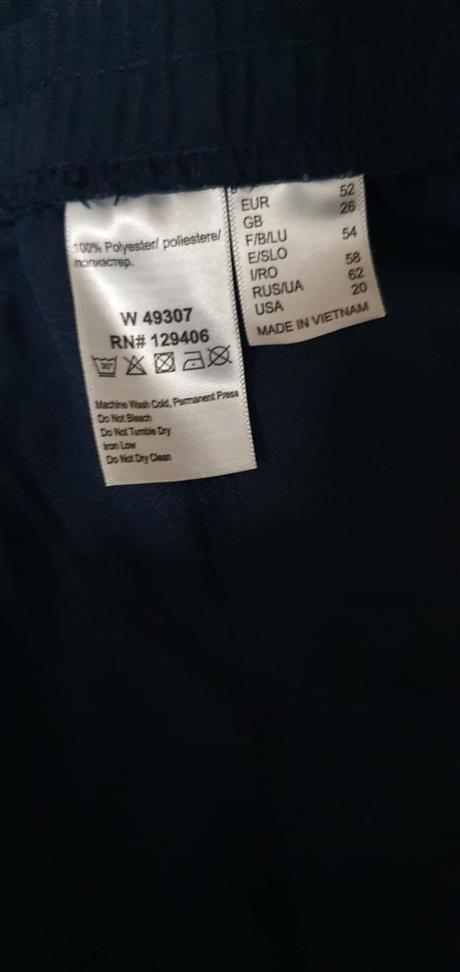 100% Polyester/ poliestere/
полиэстер.
W 49307
RN# 129406
30°
Machine Wash Cold, Permanent Press
Do Not Bleach
Do Not Tumble Dry
Iron Low
Do Not Dry Clean
EUR 52
GB 26
F/B/LU 54
E/SLO 58
I/RO 62
RUS/UA 20
USA
MADE IN VIETNAM